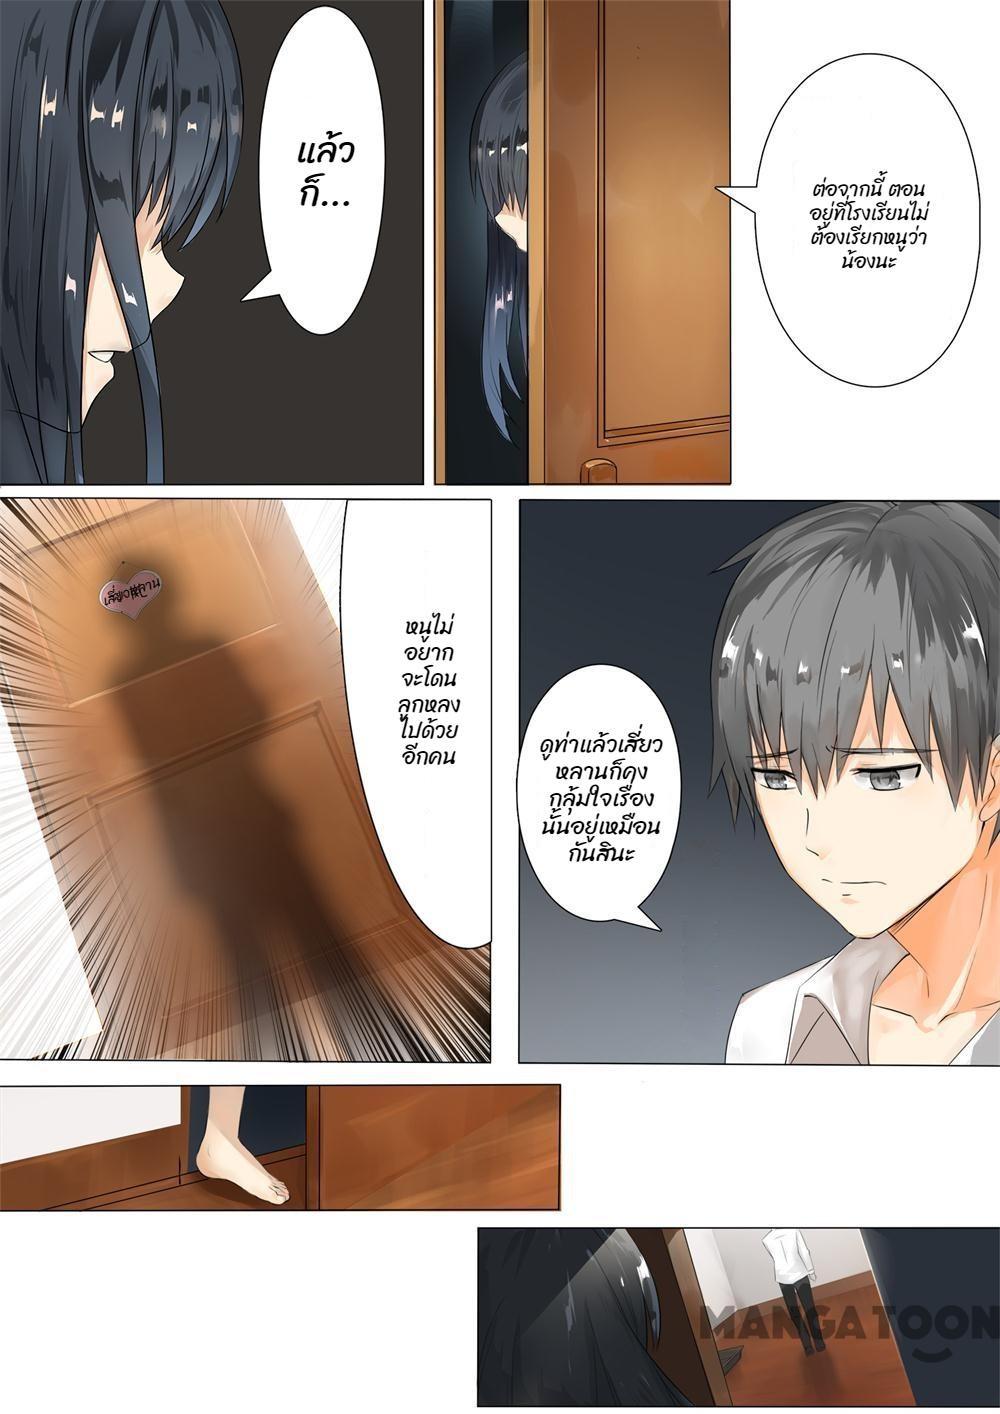 ต่อจากนี้ ตอน
อยู่ที่โรงเรียนไม่
ต้องเรียกหนูว่า
น้องนะ
แล้ว
ก็...
ดูท่าแล้วเสี่ยว
หลานก็คง
กลุ้มใจเรื่อง
นั้นอยู่เหมือน
กันสินะ
หนูไม่
อยาก
จะโดน
ลูกหลง
ไปด้วย
อีกคน
MANGATOON